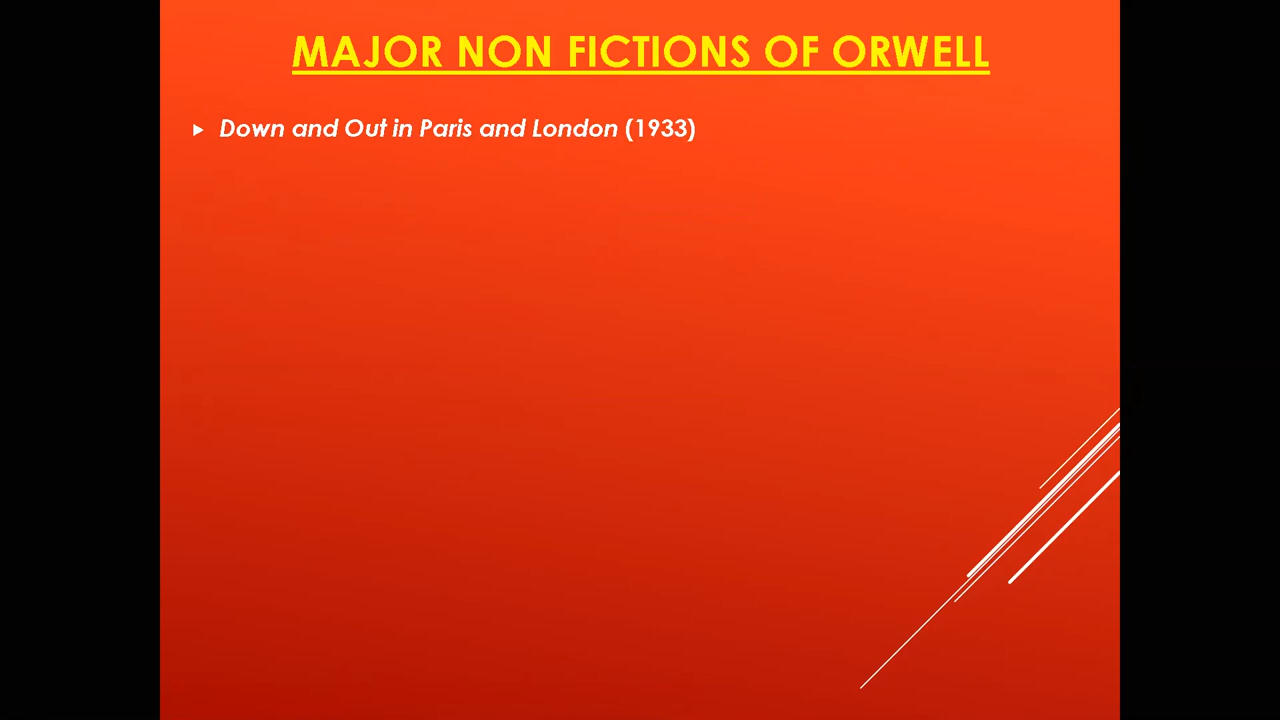 MAJOR NON FICTIONS OF ORWELL
Down and Out in Paris and London (1933)